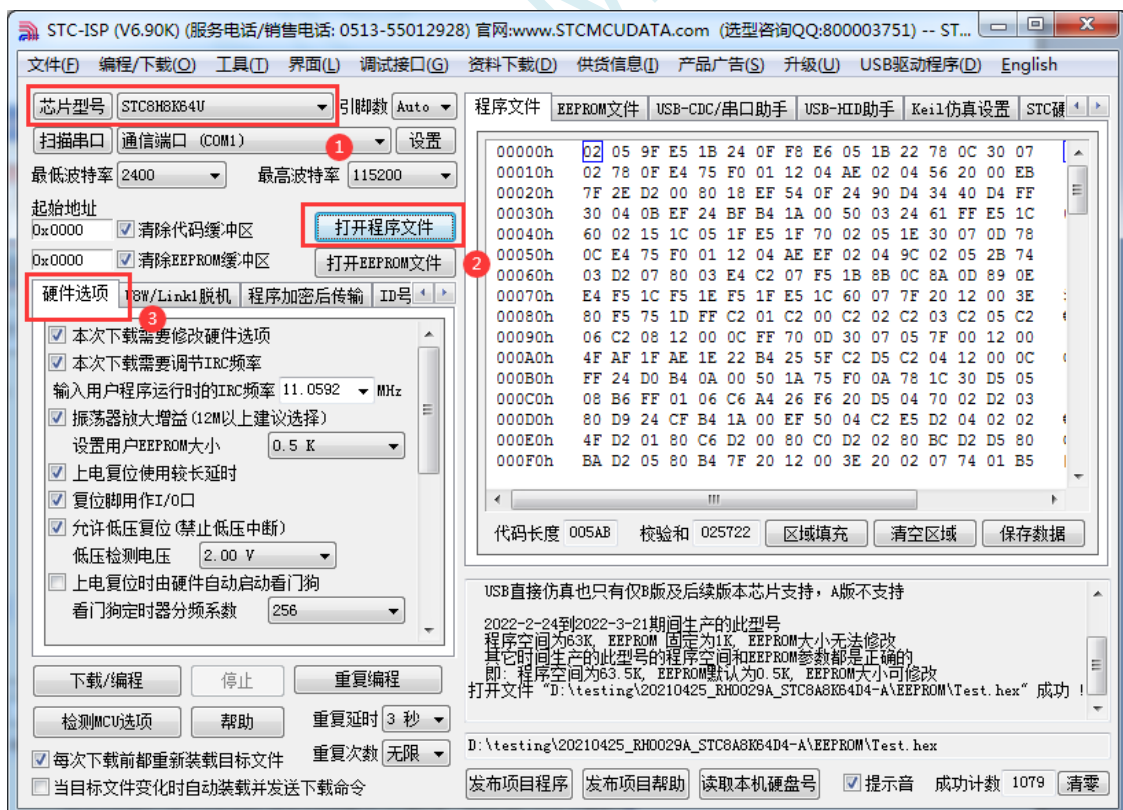 STC-ISP (V6.90K) (服务电话/销售电话: 0513-55012928) 官网:www.STCMCUDATA.com (选型咨询QQ:800003751) -- ST...
文件(F) 编程/下载(O) 工具(T) 界面(L) 调试接口(G) 资料下载(D) 供货信息(I) 产品广告(S) 升级(U) USB驱动程序(D) English
芯片型号 STC8H8K64U 引脚数 Auto
扫描串口 通信端口 (COM1) 设置
1
最低波特率 2400 最高波特率 115200
起始地址
0x0000 清除代码缓冲区 打开程序文件
0x0000 清除EEPROM缓冲区 打开EEPROM文件
2
硬件选项 U8W/Link1脱机 程序加密后传输 ID号
3
本次下载需要修改硬件选项
本次下载需要调节IRC频率
输入用户程序运行时的IRC频率 11.0592 MHz
振荡器放大增益(12M以上建议选择)
设置用户EEPROM大小 0.5 K
上电复位使用较长延时
复位脚用作I/O口
允许低压复位(禁止低压中断)
低压检测电压 2.00 V
上电复位时由硬件自动启动看门狗
看门狗定时器分频系数 256
下载/编程 停止 重复编程
检测MCU选项 帮助 重复延时 3 秒
每次下载前都重新装载目标文件 重复次数 无限
当目标文件变化时自动装载并发送下载命令
程序文件 EEPROM文件 USB-CDC/串口助手 USB-HID助手 Keil仿真设置 STC硬
00000h 02 05 9F E5 1B 24 0F F8 E6 05 1B 22 78 0C 30 07
00010h 02 78 0F E4 75 F0 01 12 04 AE 02 04 56 20 00 EB
00020h 7F 2E D2 00 80 18 EF 54 0F 24 90 D4 34 40 D4 FF
00030h 30 04 0B EF 24 BF B4 1A 00 50 03 24 61 FF E5 1C
00040h 60 02 15 1C 05 1F E5 1F 70 02 05 1E 30 07 0D 78
00050h 0C E4 75 F0 01 12 04 AE EF 02 04 9C 02 05 2B 74
00060h 03 D2 07 80 03 E4 C2 07 F5 1B 8B 0C 8A 0D 89 0E
00070h E4 F5 1C F5 1E F5 1F E5 1C 60 07 7F 20 12 00 3E
00080h 80 F5 75 1D FF C2 01 C2 00 C2 02 C2 03 C2 05 C2
00090h 06 C2 08 12 00 0C FF 70 0D 30 07 05 7F 00 12 00
000A0h 4F AF 1F AE 1E 22 B4 25 5F C2 D5 C2 04 12 00 0C
000B0h FF 24 D0 B4 0A 00 50 1A 75 F0 0A 78 1C 30 D5 05
000C0h 08 B6 FF 01 06 C6 A4 26 F6 20 D5 04 70 02 D2 03
000D0h 80 D9 24 CF B4 1A 00 EF 50 04 C2 E5 D2 04 02 02
000E0h 4F D2 01 80 C6 D2 00 80 C0 D2 02 80 BC D2 D5 80
000F0h BA D2 05 80 B4 7F 20 12 00 3E 20 02 07 74 01 B5
代码长度 005AB 校验和 025722 区域填充 清空区域 保存数据
USB直接仿真也只有仅B版及后续版本芯片支持，A版不支持
2022-2-24到2022-3-21期间生产的此型号
程序空间为63K, EEPROM 固定为1K, EEPROM大小无法修改
其它时间生产的此型号的程序空间和EEPROM参数都是正确的
即: 程序空间为63.5K, EEPROM默认为0.5K, EEPROM大小可修改
打开文件 "D:\testing\20210425_RH0029A_STC8A8K64D4-A\EEPROM\Test.hex" 成功 !
D:\testing\20210425_RH0029A_STC8A8K64D4-A\EEPROM\Test.hex
发布项目程序 发布项目帮助 读取本机硬盘号 提示音 成功计数 1079 清零